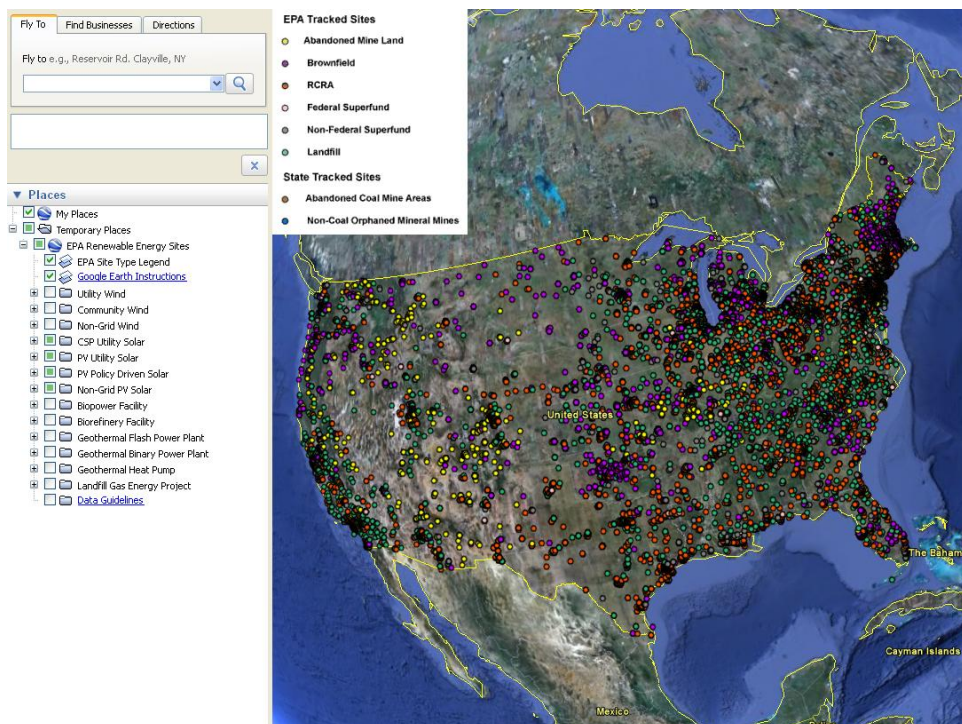 Fly To
Find Businesses
Directions
Fly to e.g., Reservoir Rd. Clayville, NY
Places
My Places
Temporary Places
EPA Renewable Energy Sites
EPA Site Type Legend
Google Earth Instructions
Utility Wind
Community Wind
Non-Grid Wind
CSP Utility Solar
PV Utility Solar
PV Policy Driven Solar
Non-Grid PV Solar
Biopower Facility
Biorefinery Facility
Geothermal Flash Power Plant
Geothermal Binary Power Plant
Geothermal Heat Pump
Landfill Gas Energy Project
Data Guidelines
EPA Tracked Sites
Abandoned Mine Land
Brownfield
RCRA
Federal Superfund
Non-Federal Superfund
Landfill
State Tracked Sites
Abandoned Coal Mine Areas
Non-Coal Orphaned Mineral Mines
United States
The Baham
Cayman Islands
Mexico